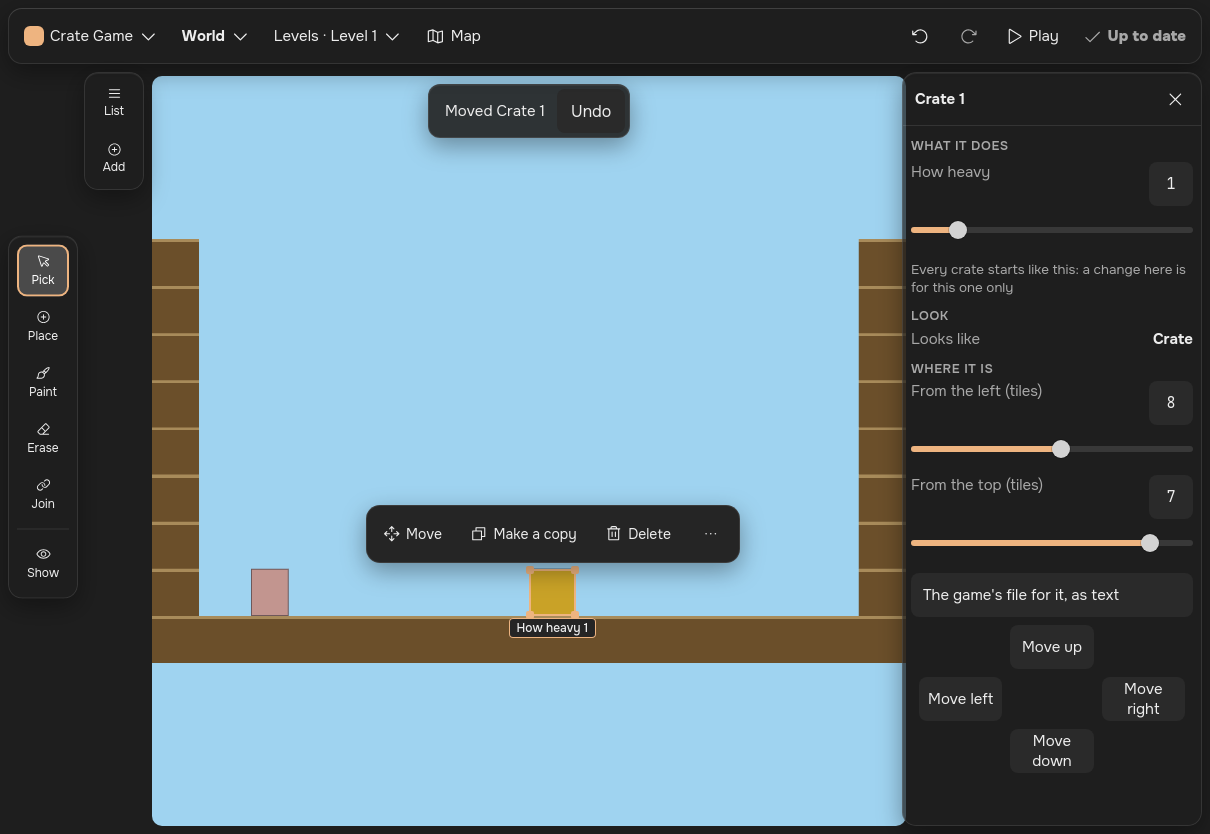 Crate Game
World
Levels · Level 1
Map
Play
Up to date
List
Add
Moved Crate 1
Undo
Pick
Place
Paint
Erase
Join
Show
Move
Make a copy
Delete
···
How heavy 1
Crate 1
WHAT IT DOES
How heavy
1
Every crate starts like this: a change here is
for this one only
LOOK
Looks like
Crate
WHERE IT IS
From the left (tiles)
8
From the top (tiles)
7
The game's file for it, as text
Move up
Move left
Move
right
Move
down